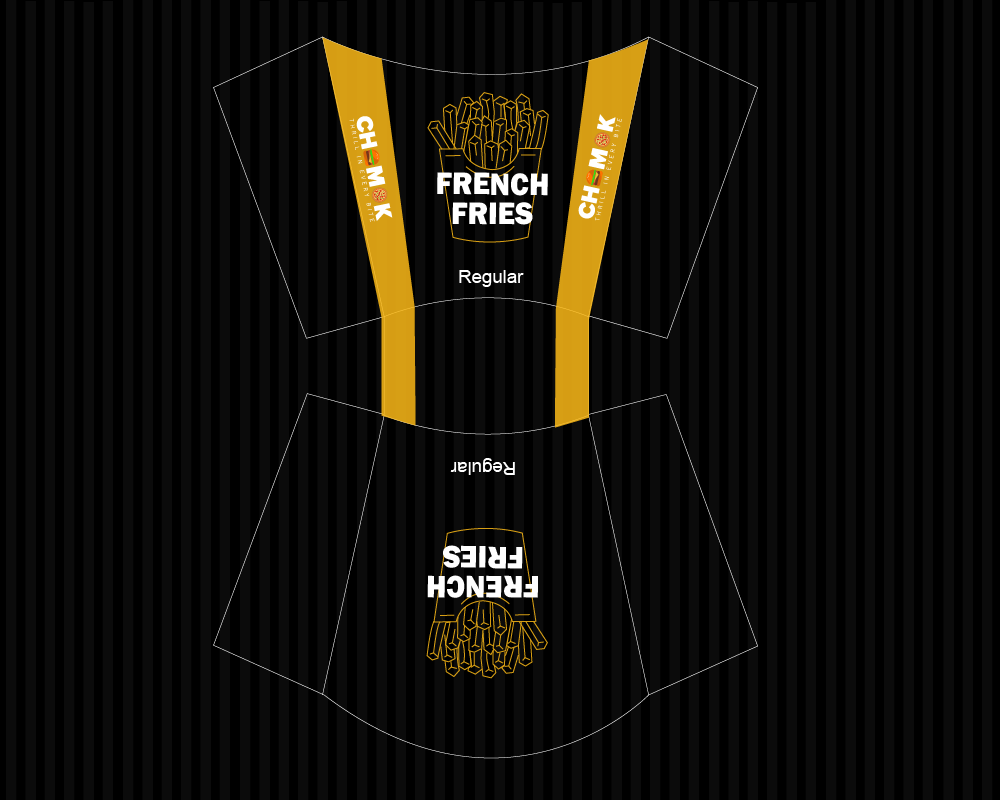 CH M K
THRILL IN EVERY BITE
FRENCH
FRIES
Regular
CH M K
THRILL IN EVERY BITE
Regular
FRENCH
FRIES